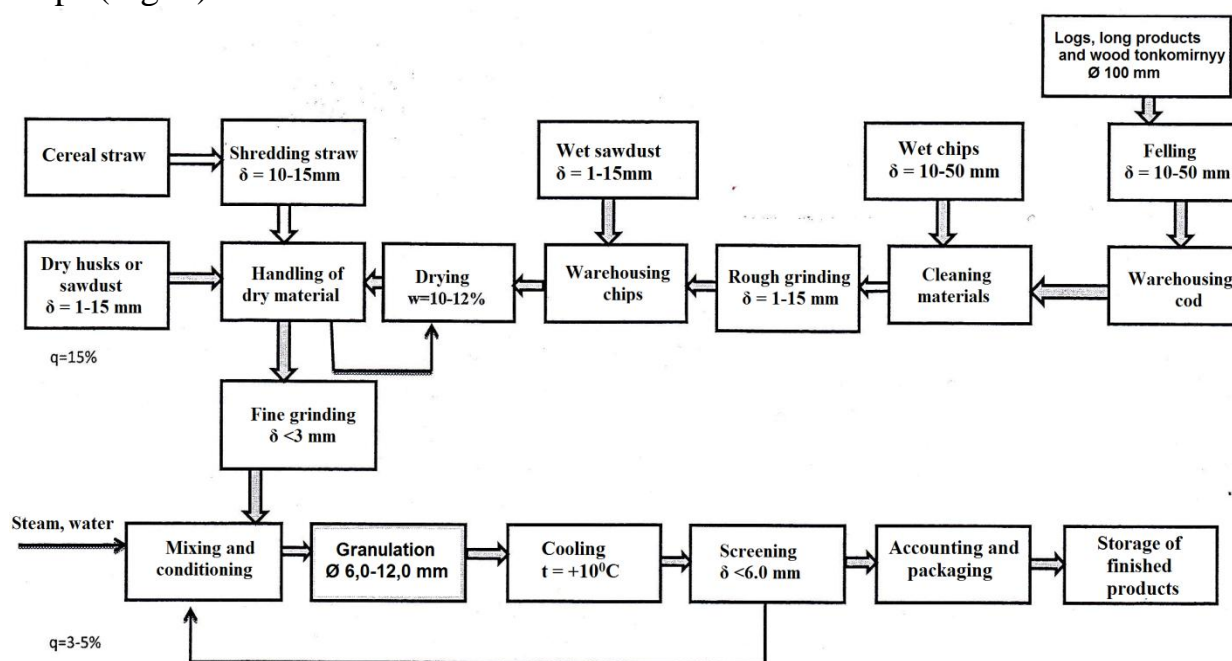 Logs, long products
and wood tonkomirnyy
Ø 100 mm
Cereal straw
Shredding straw
δ = 10-15mm
Wet sawdust
δ = 1-15mm
Wet chips
δ = 10-50 mm
Felling
δ = 10-50 mm
Dry husks or
sawdust
δ = 1-15 mm
Handling of
dry material
Drying
w=10-12%
Warehousing
chips
Rough grinding
δ = 1-15 mm
Cleaning
materials
Warehousing
cod
q=15%
Fine grinding
δ <3 mm
Steam, water
Mixing and
conditioning
Granulation
Ø 6,0-12,0 mm
Cooling
t = +10⁰C
Screening
δ <6.0 mm
Accounting and
packaging
Storage of
finished
products
q=3-5%